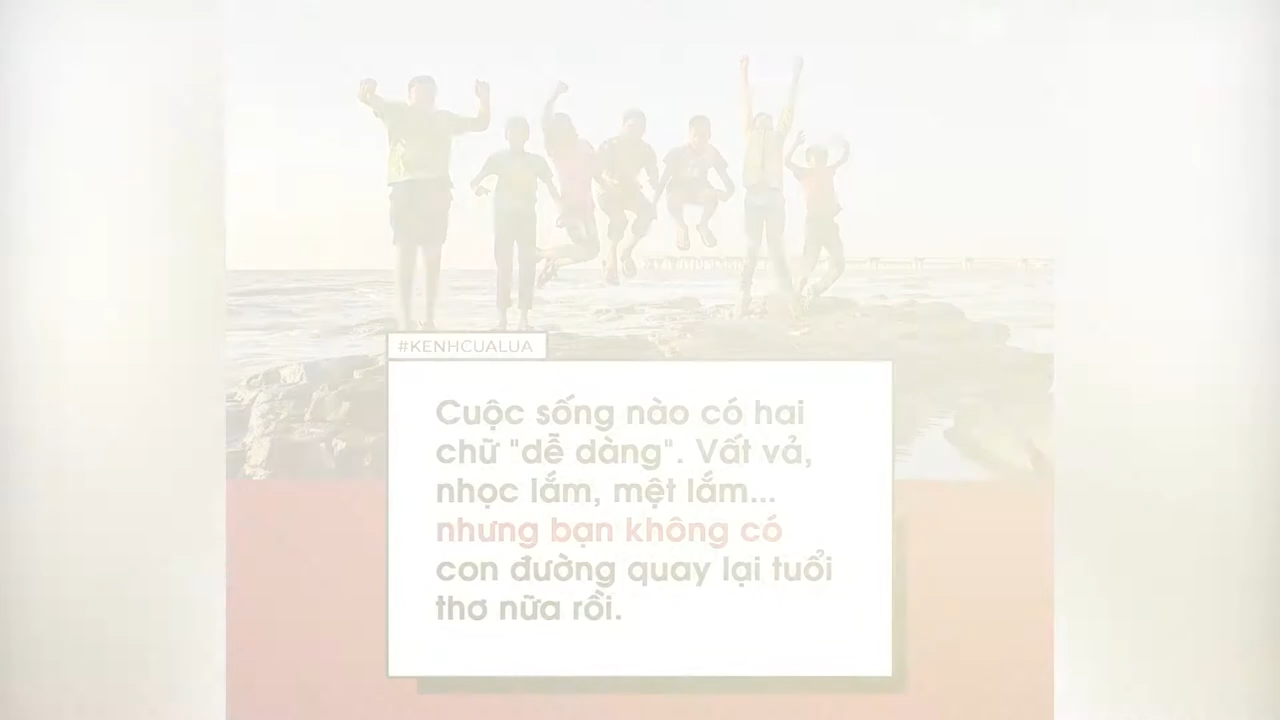 #KENHCUALUA
Cuộc sống nào có hai
chữ "dễ dàng". Vất vả,
nhọc lắm, mệt lắm...
nhưng bạn không có
con đường quay lại tuổi
thơ nữa rồi.